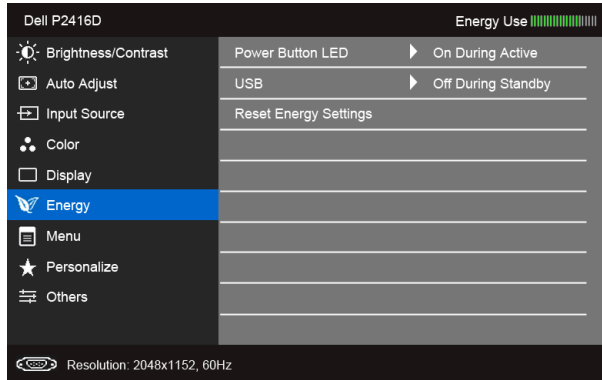 Dell P2416D Energy Use
Brightness/Contrast Power Button LED On During Active
Auto Adjust USB Off During Standby
Input Source Reset Energy Settings
Color
Display
Energy
Menu
Personalize
Others
Resolution: 2048x1152, 60Hz